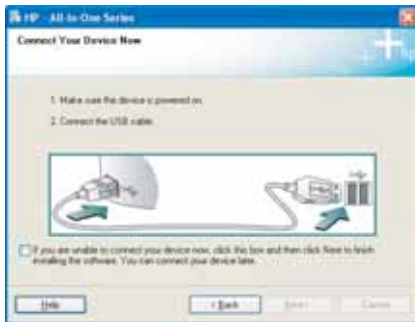 HP All-In-One Series
Connect Your Device Now
1. Make sure the device is powered on.
2. Connect the USB cable.
If you are unable to connect your device now, click this box and then click Next to finish
installing the software. You can connect your device later.
Help
< Back
Next >
Cancel